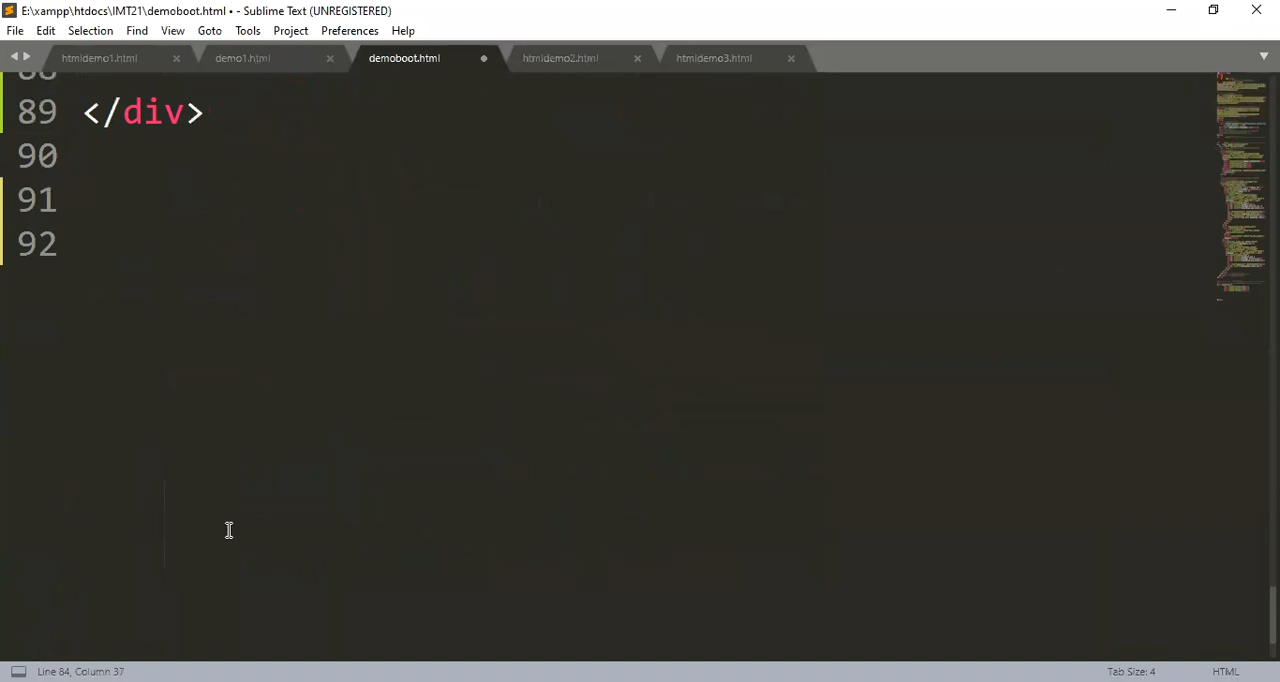 E:\xampp\htdocs\IMT21\demoboot.html • - Sublime Text (UNREGISTERED)
File Edit Selection Find View Goto Tools Project Preferences Help
htmldemo1.html demo1.html demoboot.html htmldemo2.html htmldemo3.html
88
89 </div>
90
91
92
Line 84, Column 37 Tab Size: 4 HTML